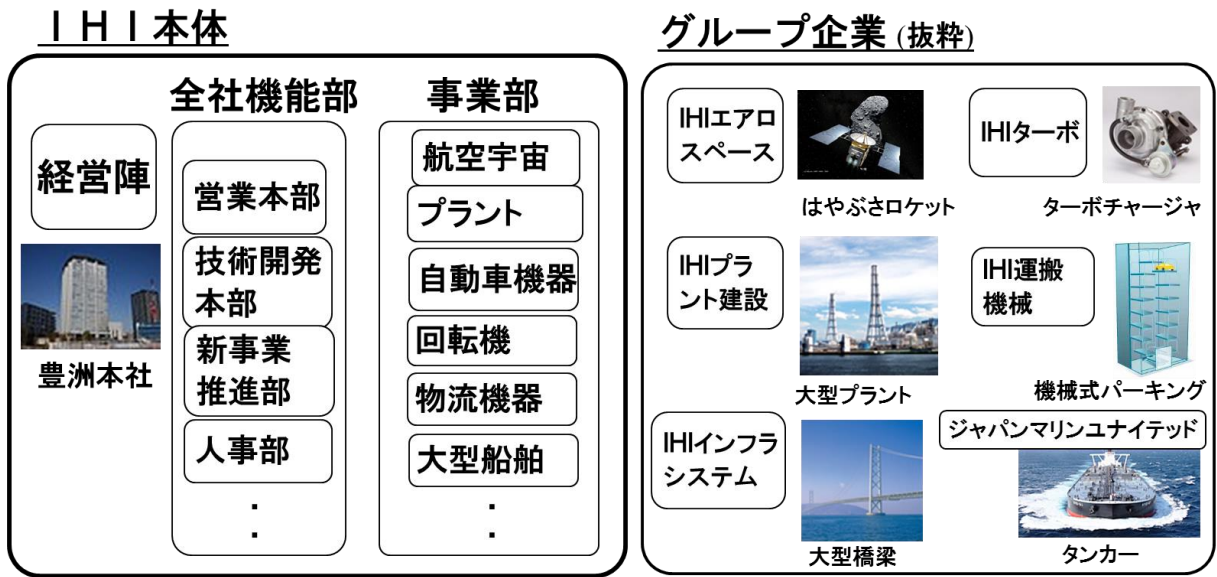 ＩＨＩ本体
全社機能部
事業部
経営陣
豊洲本社
営業本部
技術開発
本部
新事業
推進部
人事部
・
・
航空宇宙
プラント
自動車機器
回転機
物流機器
大型船舶
・
・
グループ企業 (抜粋)
IHIエアロ
スペース
はやぶさロケット
IHIターボ
ターボチャージャ
IHIプラ
ント建設
大型プラント
IHI運搬
機械
機械式パーキング
IHIインフラ
システム
大型橋梁
ジャパンマリンユナイテッド
タンカー